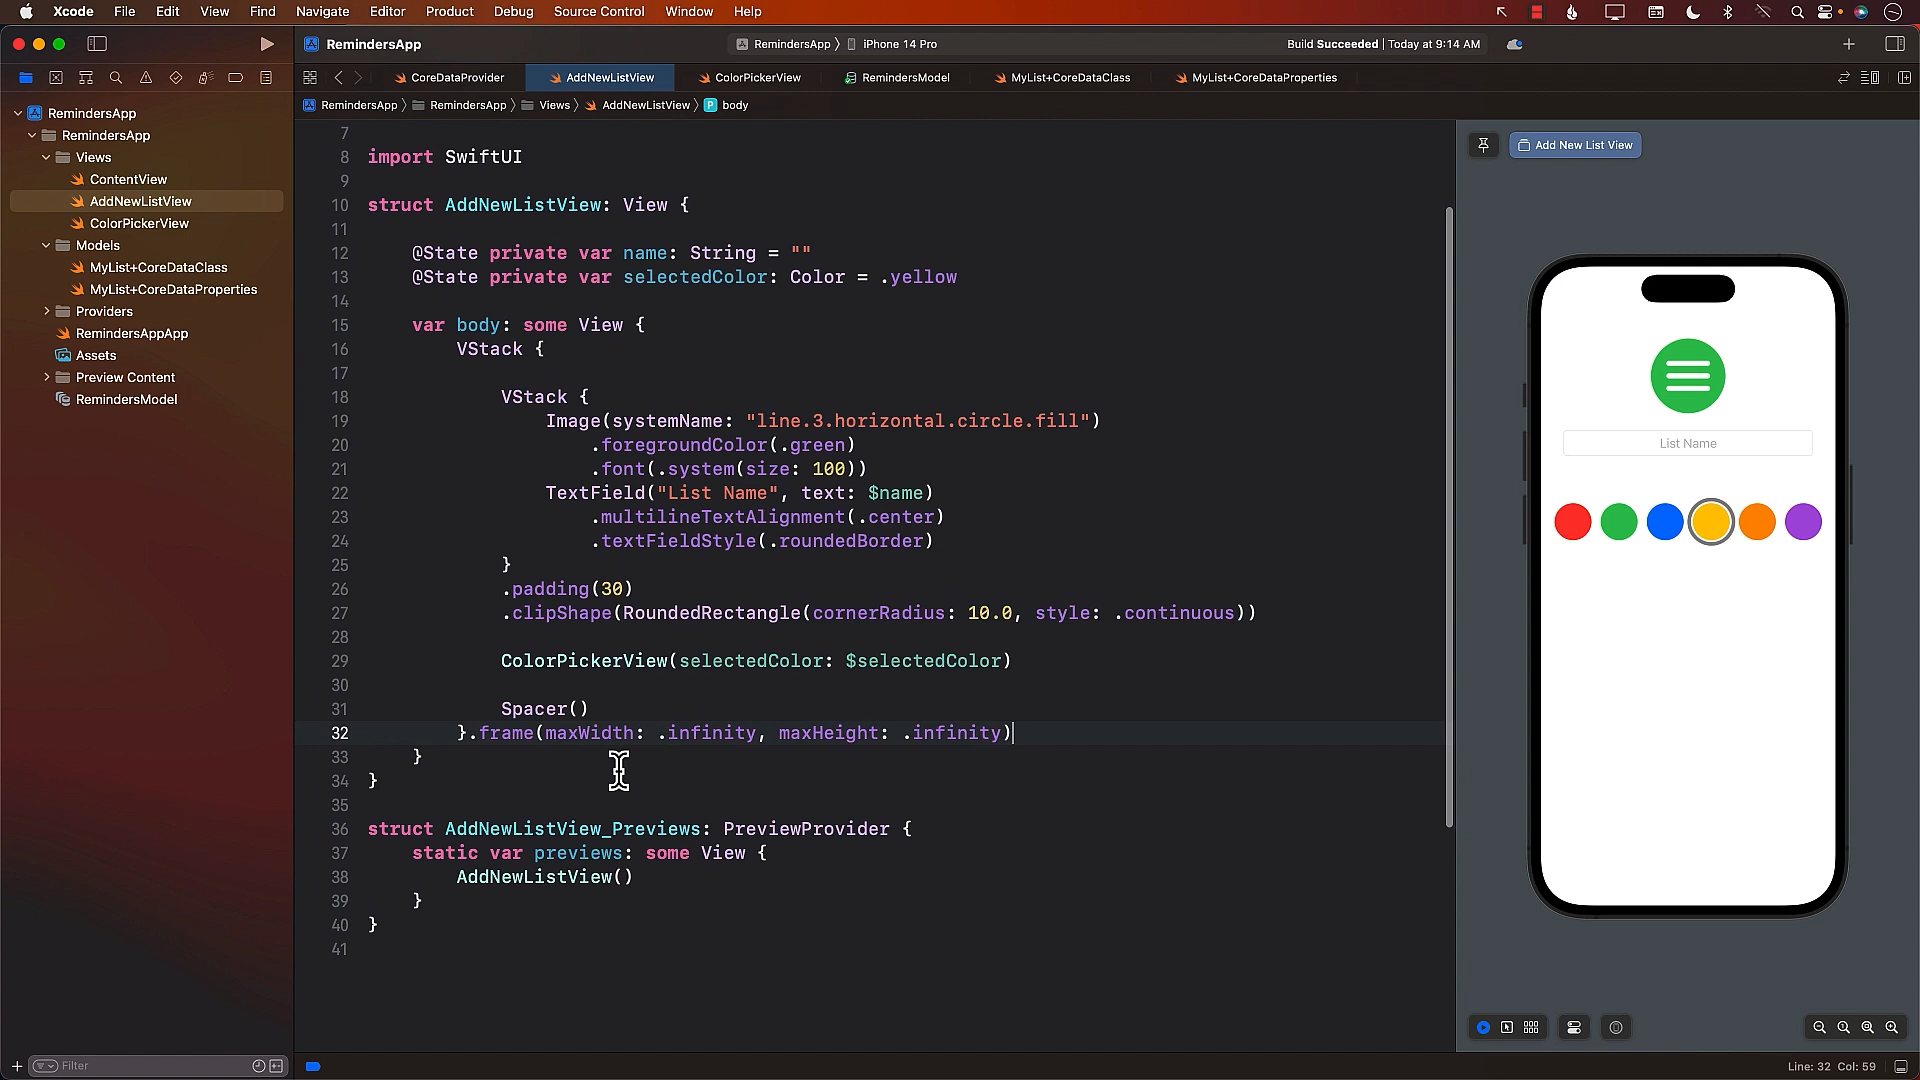 Xcode File Edit View Find Navigate Editor Product Debug Source Control Window Help
RemindersApp
RemindersApp iPhone 14 Pro
Build Succeeded | Today at 9:14 AM
CoreDataProvider AddNewListView ColorPickerView RemindersModel MyList+CoreDataClass MyList+CoreDataProperties
RemindersApp RemindersApp Views AddNewListView P body
RemindersApp
RemindersApp
Views
ContentView
AddNewListView
ColorPickerView
Models
MyList+CoreDataClass
MyList+CoreDataProperties
Providers
RemindersAppApp
Assets
Preview Content
RemindersModel
Filter
7
8 import SwiftUI
9
10 struct AddNewListView: View {
11
12 @State private var name: String = ""
13 @State private var selectedColor: Color = .yellow
14
15 var body: some View {
16 VStack {
17
18 VStack {
19 Image(systemName: "line.3.horizontal.circle.fill")
20 .foregroundColor(.green)
21 .font(.system(size: 100))
22 TextField("List Name", text: $name)
23 .multilineTextAlignment(.center)
24 .textFieldStyle(.roundedBorder)
25 }
26 .padding(30)
27 .clipShape(RoundedRectangle(cornerRadius: 10.0, style: .continuous))
28
29 ColorPickerView(selectedColor: $selectedColor)
30
31 Spacer()
32 }.frame(maxWidth: .infinity, maxHeight: .infinity)
33 }
34 }
35
36 struct AddNewListView_Previews: PreviewProvider {
37 static var previews: some View {
38 AddNewListView()
39 }
40 }
41
Add New List View
List Name
Line: 32 Col: 59